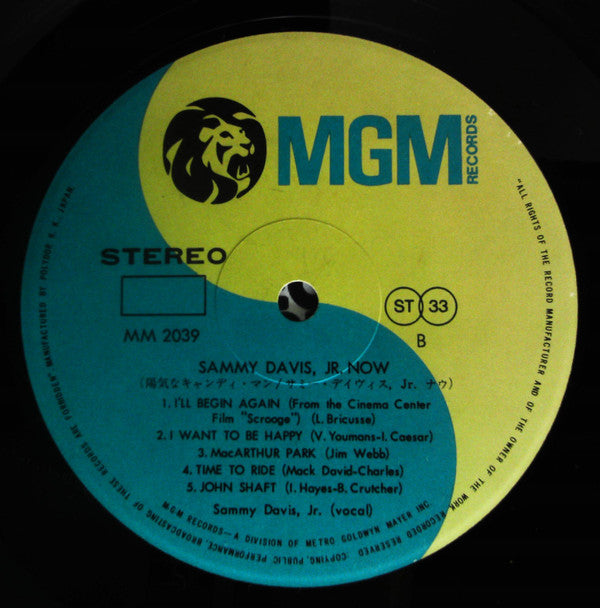 MGM
RECORDS
STEREO
MM 2039
ST 33
B
SAMMY DAVIS, JR. NOW
(陽気なキャンディ・マン/サミー・デイヴィス, Jr. ナウ)
1. I'LL BEGIN AGAIN (From the Cinema Center
Film "Scrooge") (L. Bricusse)
2. I WANT TO BE HAPPY (V. Youmans-I. Caesar)
3. MacARTHUR PARK (Jim Webb)
4. TIME TO RIDE (Mack David-Charles)
5. JOHN SHAFT (I. Hayes-B. Crutcher)
Sammy Davis, Jr. (vocal)
M-G-M RECORDS—A DIVISION OF METRO GOLDWYN MAYER INC.
"ALL RIGHTS OF THE RECORD MANUFACTURER AND OF THE OWNER OF THE WORK RECORDED RESERVED. COPYING, PUBLIC PERFORMANCE, BROADCASTING OF THESE RECORDS ARE FORBIDDEN" MANUFACTURED BY POLYDOR K. K. JAPAN.